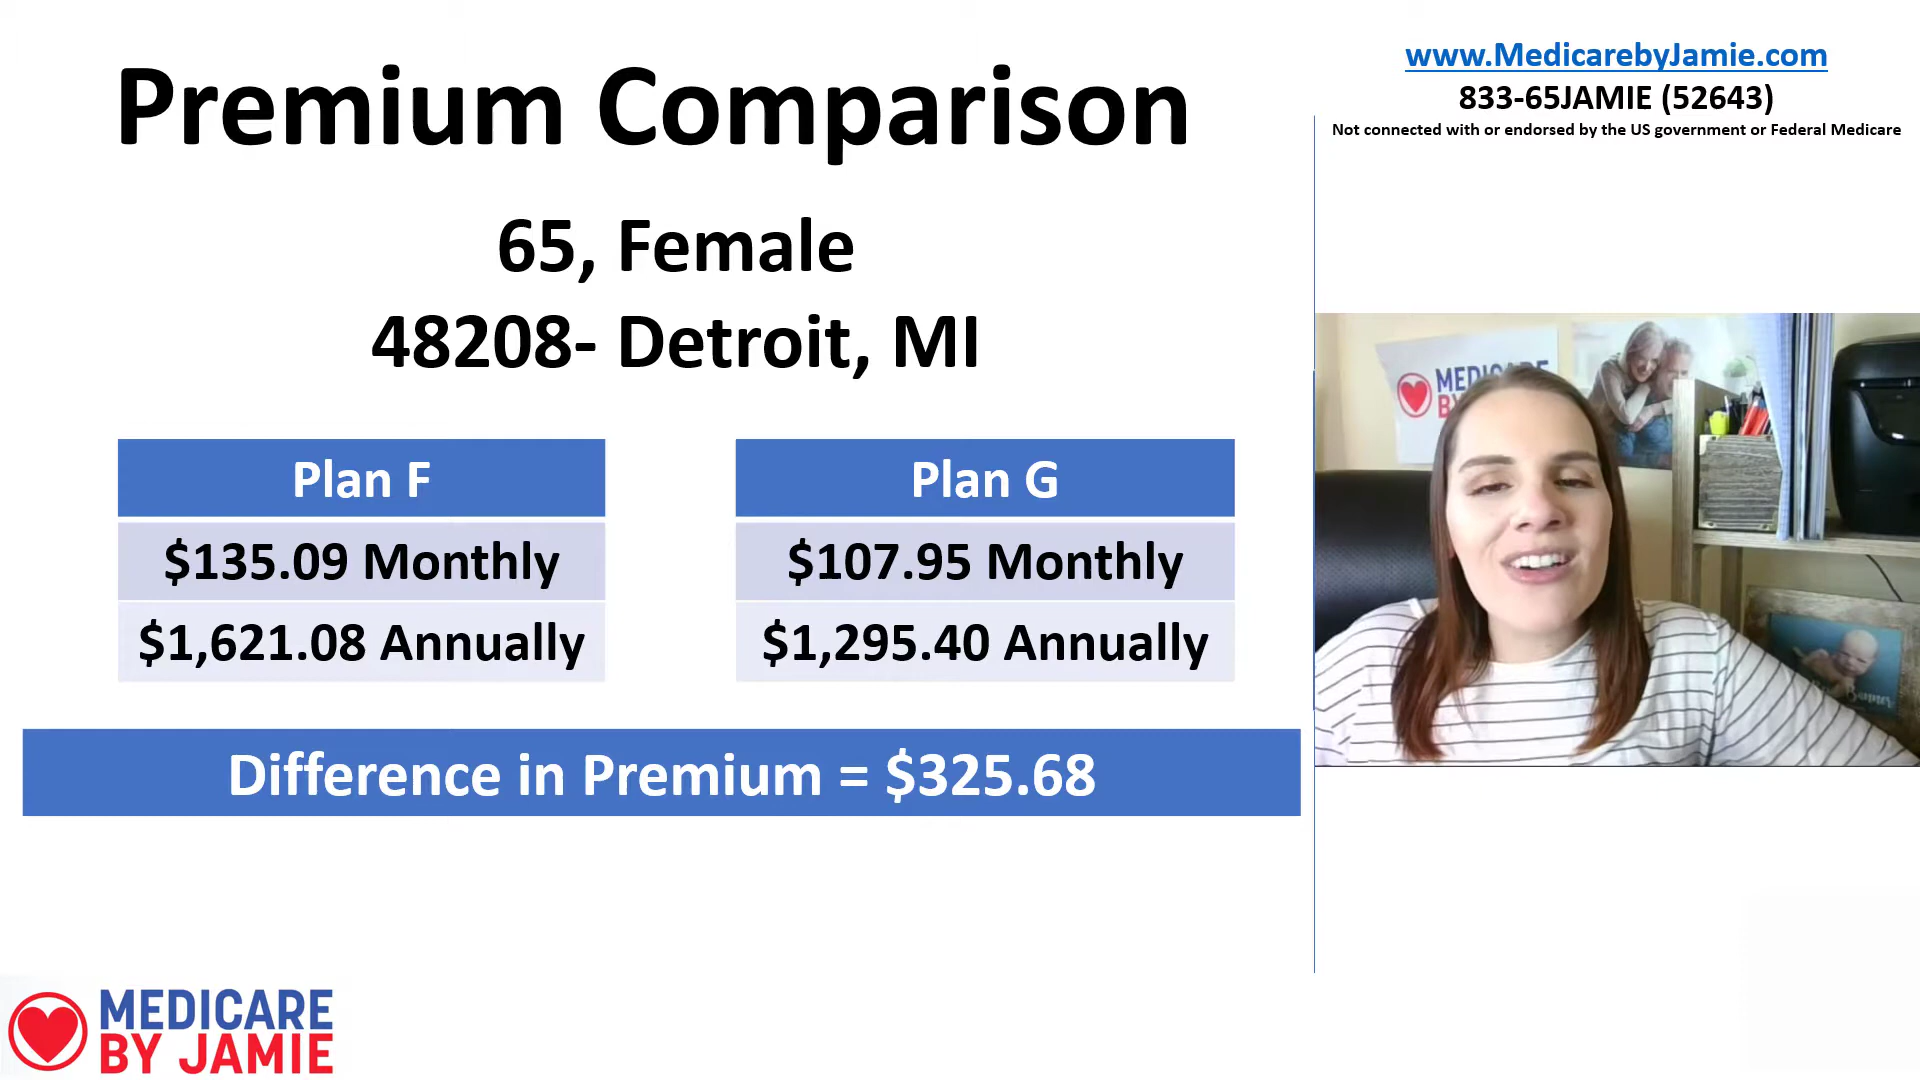 Premium Comparison
65, Female
48208- Detroit, MI
Plan F
$135.09 Monthly
$1,621.08 Annually
Plan G
$107.95 Monthly
$1,295.40 Annually
Difference in Premium = $325.68
MEDICARE
BY JAMIE
www.MedicarebyJamie.com
833-65JAMIE (52643)
Not connected with or endorsed by the US government or Federal Medicare
MEDICARE